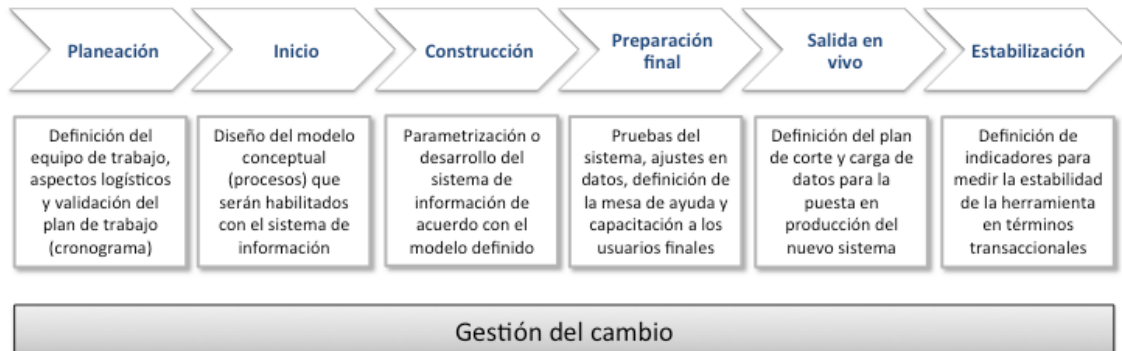 Planeación
Inicio
Construcción
Preparación
final
Salida en
vivo
Estabilización
Definición del
equipo de trabajo,
aspectos logísticos
y validación del
plan de trabajo
(cronograma)
Diseño del modelo
conceptual
(procesos) que
serán habilitados
con el sistema de
información
Parametrización o
desarrollo del
sistema de
información de
acuerdo con el
modelo definido
Pruebas del
sistema, ajustes en
datos, definición de
la mesa de ayuda y
capacitación a los
usuarios finales
Definición del plan
de corte y carga de
datos para la
puesta en
producción del
nuevo sistema
Definición de
indicadores para
medir la estabilidad
de la herramienta
en términos
transaccionales
Gestión del cambio